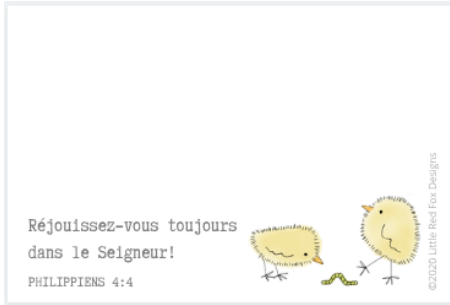 Réjouissez-vous toujours
dans le Seigneur!
PHILIPPIENS 4:4
©2020 Little Red Fox Designs